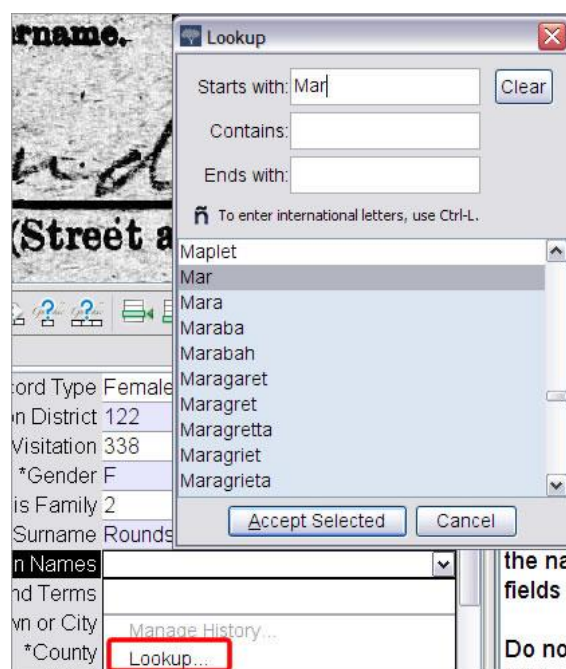 rname.
Lookup
Starts with: Mar
Clear
Contains:
Ends with:
ñ To enter international letters, use Ctrl-L.
(Street a
Maplet
Mar
Mara
Maraba
Marabah
Maragaret
Maragret
Maragretta
Maragriet
Maragrieta
Accept Selected
Cancel
ord Type Female
n District 122
Visitation 338
*Gender F
is Family 2
Surname Rounds
n Names
nd Terms
wn or City
*County
Manage History...
Lookup...
the na
fields
Do no